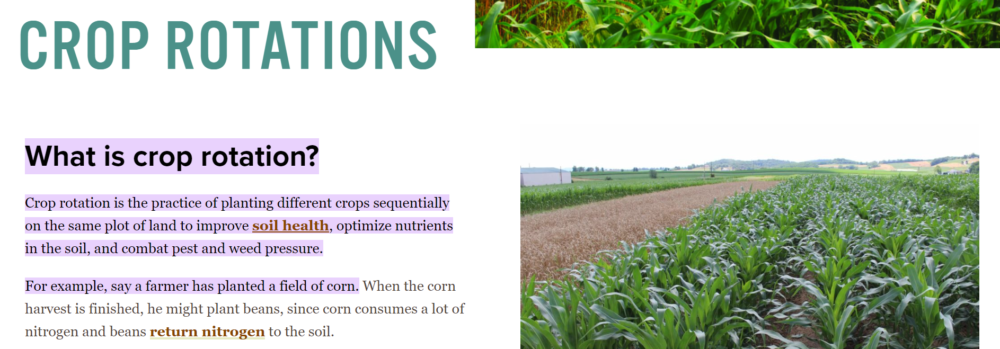 CROP ROTATIONS
What is crop rotation?
Crop rotation is the practice of planting different crops sequentially
on the same plot of land to improve soil health, optimize nutrients
in the soil, and combat pest and weed pressure.
For example, say a farmer has planted a field of corn. When the corn
harvest is finished, he might plant beans, since corn consumes a lot of
nitrogen and beans return nitrogen to the soil.